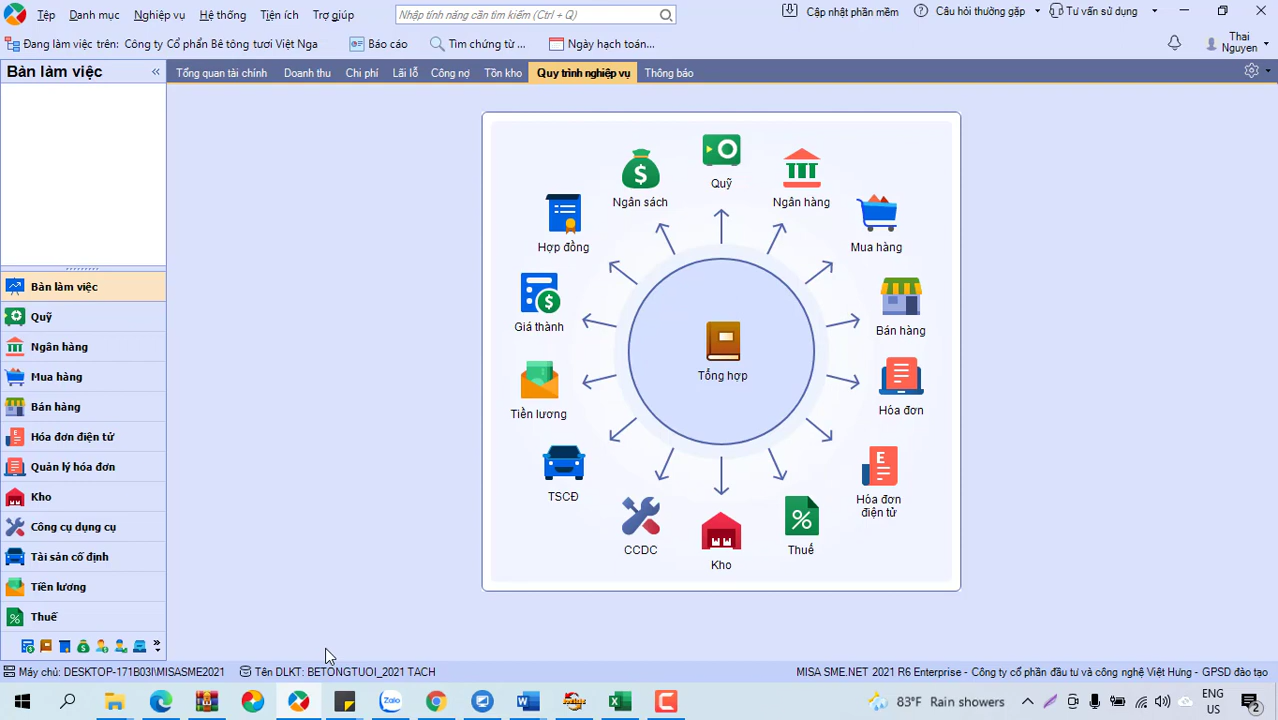 Tệp Danh mục Nghiệp vụ Hệ thống Tiện ích Trợ giúp Nhập tính năng cần tìm kiếm (Ctrl + Q) Cập nhật phần mềm Câu hỏi thường gặp Tư vấn sử dụng
Đang làm việc trên: Công ty Cổ phần Bê tông tươi Việt Nga Báo cáo Tìm chứng từ ... Ngày hạch toán... Thai Nguyen
Bàn làm việc « Tổng quan tài chính Doanh thu Chi phí Lãi lỗ Công nợ Tồn kho Quy trình nghiệp vụ Thông báo
Bàn làm việc
Quỹ
Ngân hàng
Mua hàng
Bán hàng
Hóa đơn điện tử
Quản lý hóa đơn
Kho
Công cụ dụng cụ
Tài sản cố định
Tiền lương
Thuế
Quỹ
Ngân sách
Ngân hàng
Hợp đồng
Mua hàng
Giá thành
Bán hàng
Tổng hợp
Tiền lương
Hóa đơn
TSCĐ
Hóa đơn
điện tử
CCDC
Thuế
Kho
Máy chủ: DESKTOP-171B03I\MISASME2021 Tên DLKT: BETONGTUOI_2021 TACH MISA SME.NET 2021 R6 Enterprise - Công ty cổ phần đầu tư và công nghệ Việt Hưng - GPSD đào tạo
Zalo 83°F Rain showers ENG
US 2